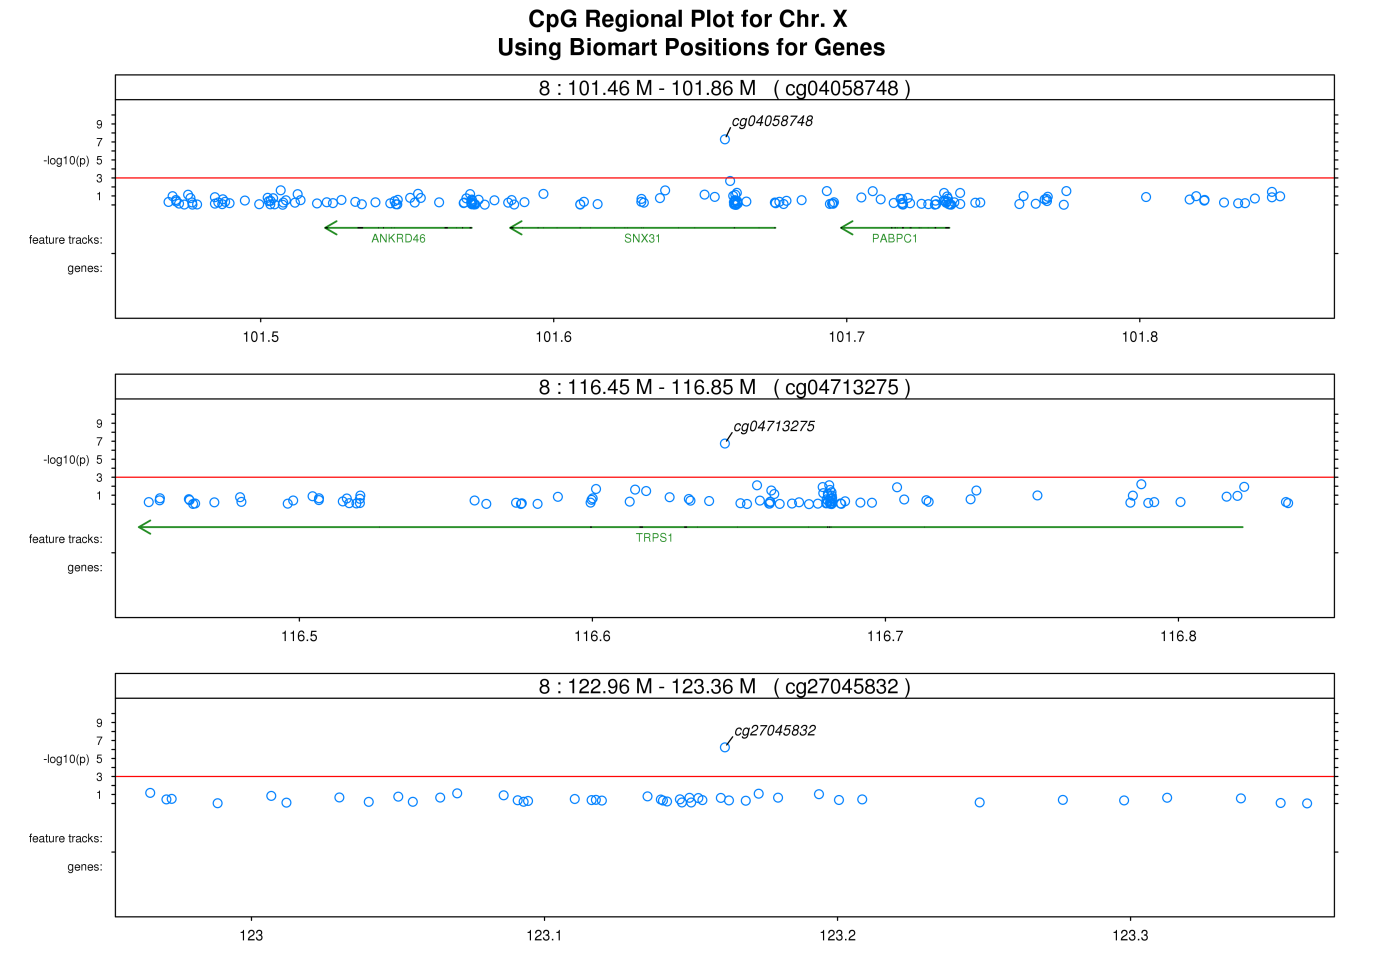 CpG Regional Plot for Chr. X
Using Biomart Positions for Genes
8 : 101.46 M - 101.86 M ( cg04058748 )
cg04058748
9
7
-log10(p) 5
3
1
ANKRD46 SNX31 PABPC1
feature tracks:
genes:
101.5 101.6 101.7 101.8
8 : 116.45 M - 116.85 M ( cg04713275 )
9
cg04713275
7
-log10(p) 5
3
1
TRPS1
feature tracks:
genes:
116.5 116.6 116.7 116.8
8 : 122.96 M - 123.36 M ( cg27045832 )
9
cg27045832
7
-log10(p) 5
3
1
feature tracks:
genes:
123 123.1 123.2 123.3